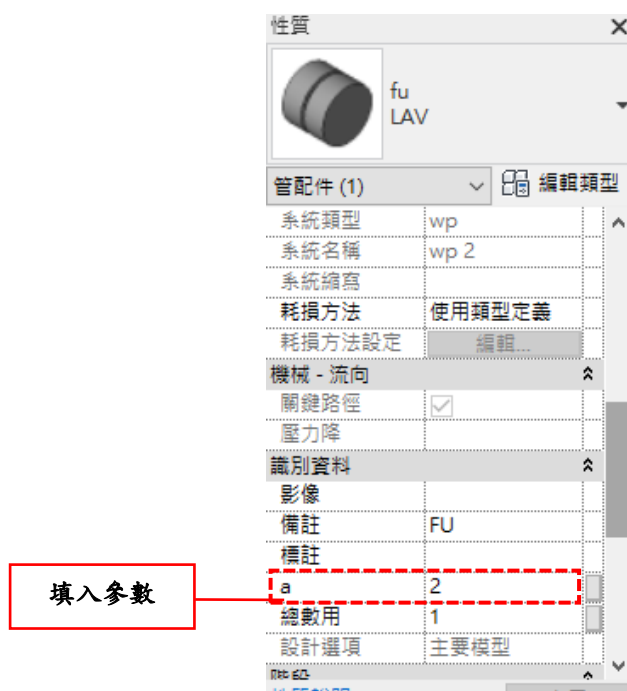 性質
fu
LAV
管配件 (1)
編輯類型
系統類型 wp
系統名稱 wp 2
系統縮寫
耗損方法 使用類型定義
耗損方法設定 編輯...
機械 - 流向
關鍵路徑
壓力降
識別資料
影像
備註 FU
標註
a 2
填入參數
總數用 1
設計選項 主要模型
階段